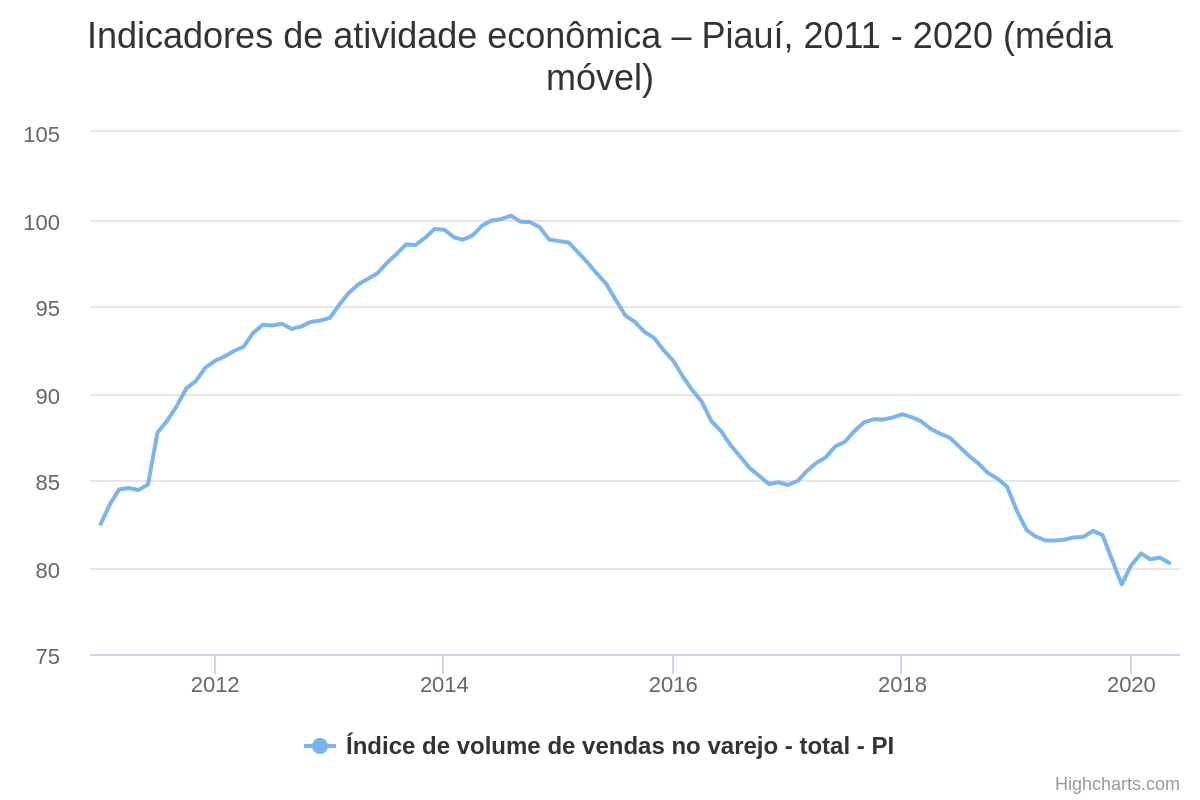 Indicadores de atividade econômica – Piauí, 2011 - 2020 (média
móvel)
105
100
95
90
85
80
75
2012 2014 2016 2018 2020
Índice de volume de vendas no varejo - total - PI
Highcharts.com